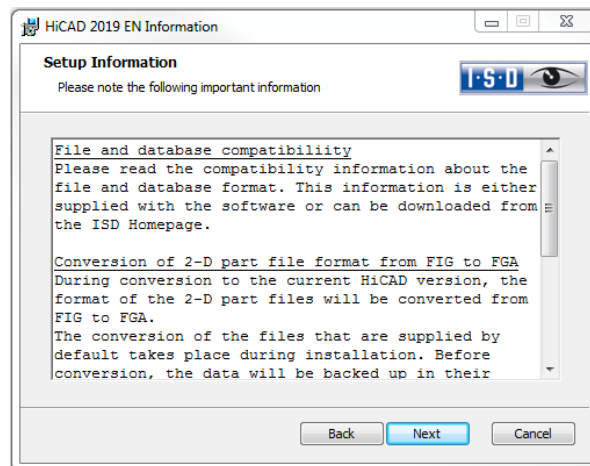 HiCAD 2019 EN Information
Setup Information
Please note the following important information
I·S·D
File and database compatibiliity
Please read the compatibility information about the
file and database format. This information is either
supplied with the software or can be downloaded from
the ISD Homepage.
Conversion of 2-D part file format from FIG to FGA
During conversion to the current HiCAD version, the
format of the 2-D part files will be converted from
FIG to FGA.
The conversion of the files that are supplied by
default takes place during installation. Before
conversion, the data will be backed up in their
Back Next Cancel